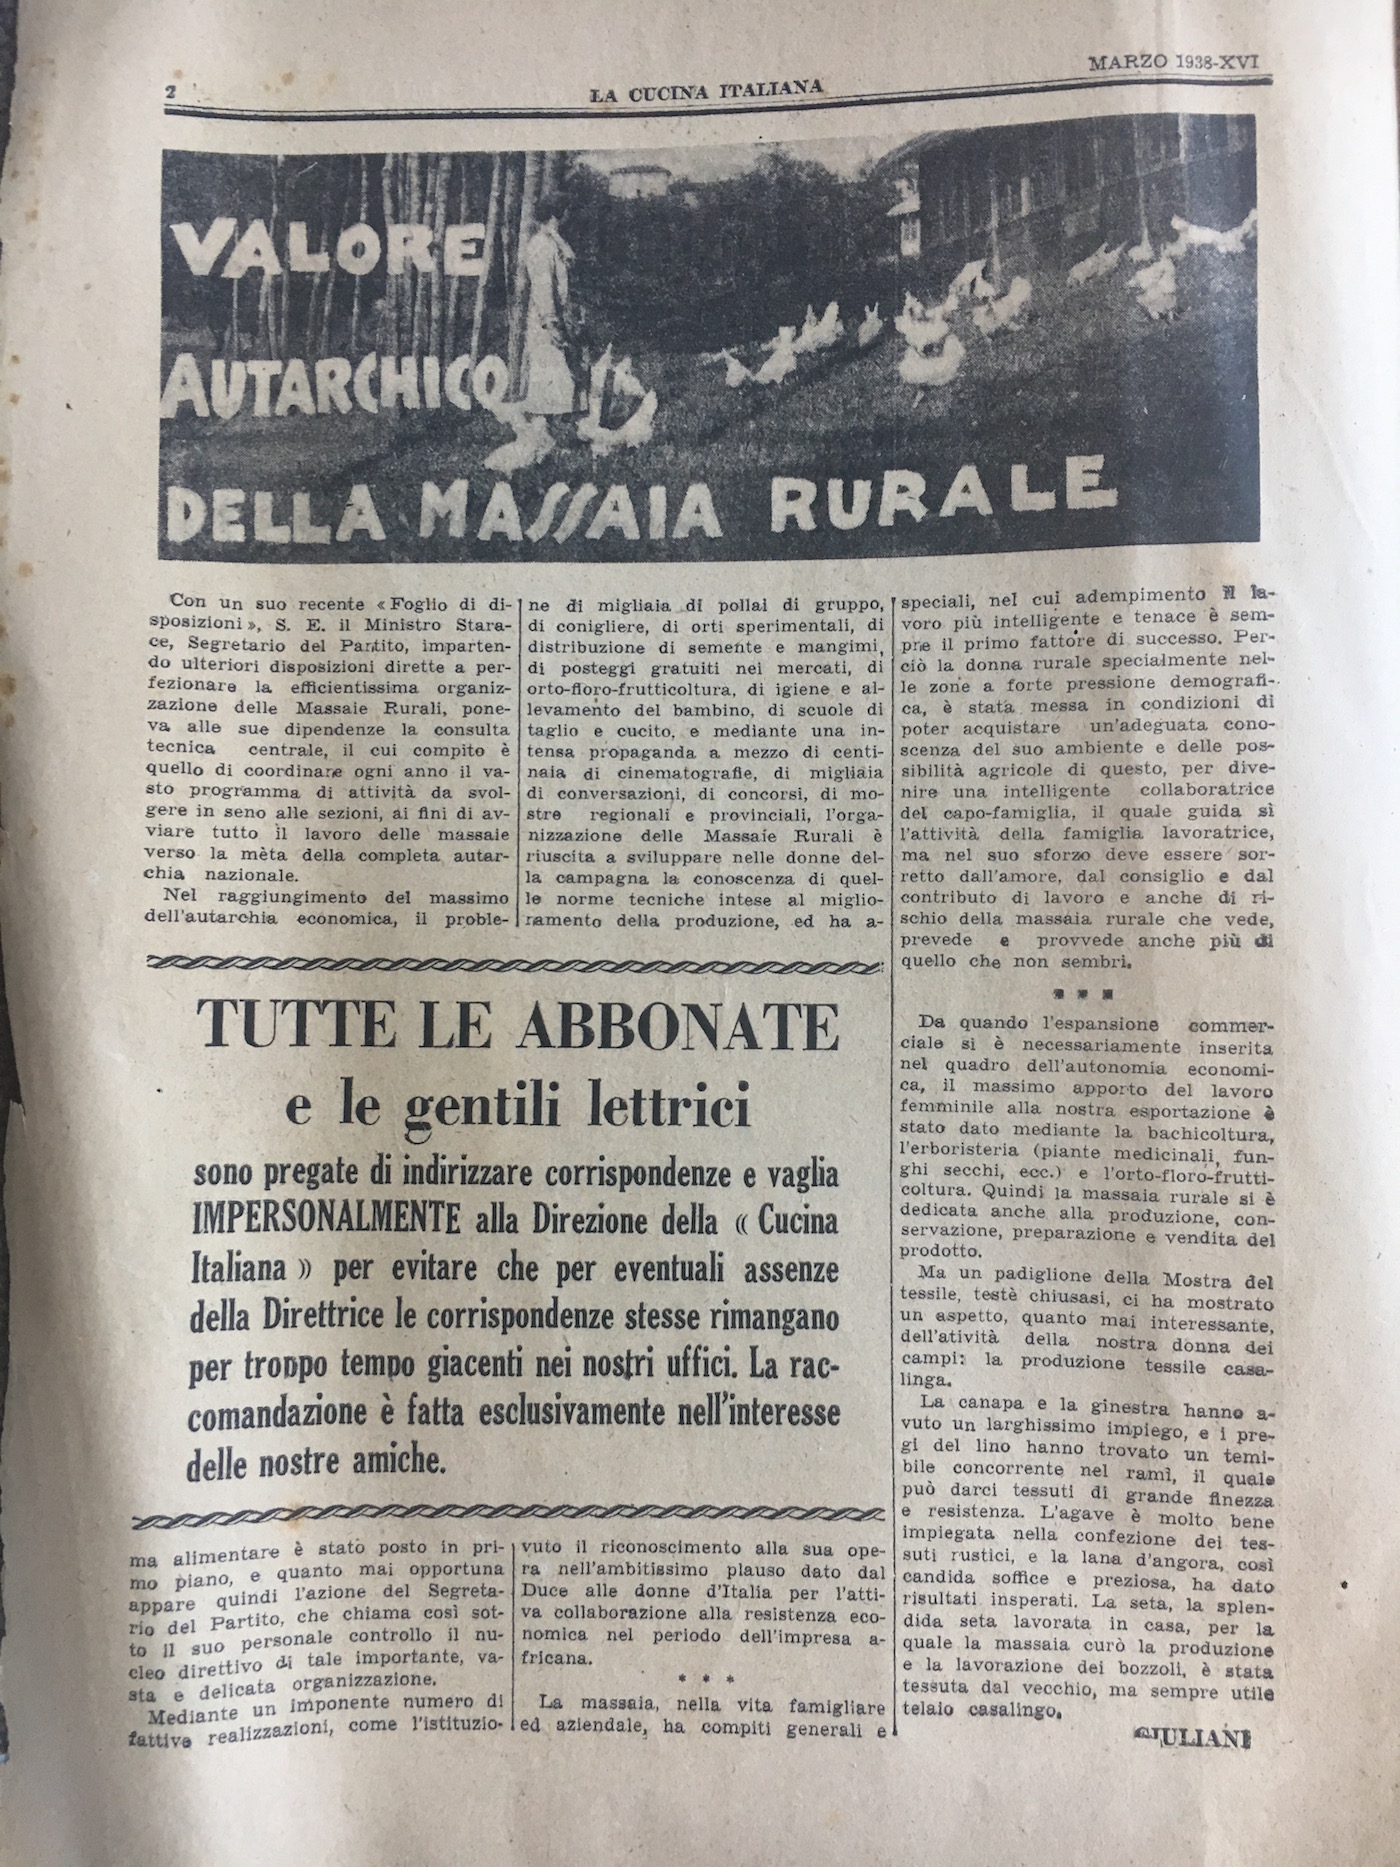 MARZO 1938-XVI
2
LA CUCINA ITALIANA
VALORE
AUTARCHICO
DELLA MASSAIA RURALE
Con un suo recente « Foglio di di-
sposizioni », S. E. il Ministro Stara-
ce, Segretario del Partito, imparten-
do ulteriori disposizioni dirette a per-
fezionare la efficientissima organiz-
zazione delle Massaie Rurali, pone-
va alle sue dipendenze la consulta
tecnica centrale, il cui compito è
quello di coordinare ogni anno il va-
sto programma di attività da svol-
gere in seno alle sezioni, ai fini di av-
viare tutto il lavoro delle massaie
verso la mèta della completa autar-
chia nazionale.
Nel raggiungimento del massimo
dell'autarchia economica, il proble-
ma alimentare è stato posto in pri-
mo piano, e quanto mai opportuna
appare quindi l'azione del Segreta-
rio del Partito, che chiama così sot-
to il suo personale controllo il nu-
cleo direttivo di tale importante, va-
sta e delicata organizzazione.
Mediante un imponente numero di
fattive realizzazioni, come l'istituzio-
ne di migliaia di pollai di gruppo,
di conigliere, di orti sperimentali, di
distribuzione di semente e mangimi,
di posteggi gratuiti nei mercati, di
orto-floro-frutticoltura, di igiene e al-
levamento del bambino, di scuole di
taglio e cucito, e mediante una in-
tensa propaganda a mezzo di centi-
naia di cinematografie, di migliaia
di conversazioni, di concorsi, di mo-
stre regionali e provinciali, l'orga-
nizzazione delle Massaie Rurali è
riuscita a sviluppare nelle donne del-
la campagna la conoscenza di quel-
le norme tecniche intese al miglio-
ramento della produzione, ed ha a-
vuto il riconoscimento alla sua ope-
ra nell'ambitissimo plauso dato dal
Duce alle donne d'Italia per l'atti-
va collaborazione alla resistenza eco-
nomica nel periodo dell'impresa a-
fricana.
* * *
La massaia, nella vita famigliare
ed aziendale, ha compiti generali e
speciali, nel cui adempimento il la-
voro più intelligente e tenace è sem-
pre il primo fattore di successo. Per-
ciò la donna rurale specialmente nel-
le zone a forte pressione demografi-
ca, è stata messa in condizioni di
poter acquistare un'adeguata cono-
scenza del suo ambiente e delle pos-
sibilità agricole di questo, per dive-
nire una intelligente collaboratrice
del capo-famiglia, il quale guida sì
l'attività della famiglia lavoratrice,
ma nel suo sforzo deve essere sor-
retto dall'amore, dal consiglio e dal
contributo di lavoro e anche di ri-
schio della massaia rurale che vede,
prevede e provvede anche più di
quello che non sembri.
* * *
Da quando l'espansione commer-
ciale si è necessariamente inserita
nel quadro dell'autonomia economi-
ca, il massimo apporto del lavoro
femminile alla nostra esportazione è
stato dato mediante la bachicoltura,
l'erboristeria (piante medicinali, fun-
ghi secchi, ecc.) e l'orto-floro-frutti-
coltura. Quindi la massaia rurale si è
dedicata anche alla produzione, con-
servazione, preparazione e vendita del
prodotto.
Ma un padiglione della Mostra del
tessile, testè chiusasi, ci ha mostrato
un aspetto, quanto mai interessante,
dell'atività della nostra donna dei
campi: la produzione tessile casa-
linga.
La canapa e la ginestra hanno a-
vuto un larghissimo impiego, e i pre-
gi del lino hanno trovato un temi-
bile concorrente nel ramì, il quale
può darci tessuti di grande finezza
e resistenza. L'agave è molto bene
impiegata nella confezione dei tes-
suti rustici, e la lana d'angora, così
candida soffice e preziosa, ha dato
risultati insperati. La seta, la splen-
dida seta lavorata in casa, per la
quale la massaia curò la produzione
e la lavorazione dei bozzoli, è stata
tessuta dal vecchio, ma sempre utile
telaio casalingo.
GIULIANI
TUTTE LE ABBONATE
e le gentili lettrici
sono pregate di indirizzare corrispondenze e vaglia
IMPERSONALMENTE alla Direzione della « Cucina
Italiana » per evitare che per eventuali assenze
della Direttrice le corrispondenze stesse rimangano
per troppo tempo giacenti nei nostri uffici. La rac-
comandazione è fatta esclusivamente nell'interesse
delle nostre amiche.